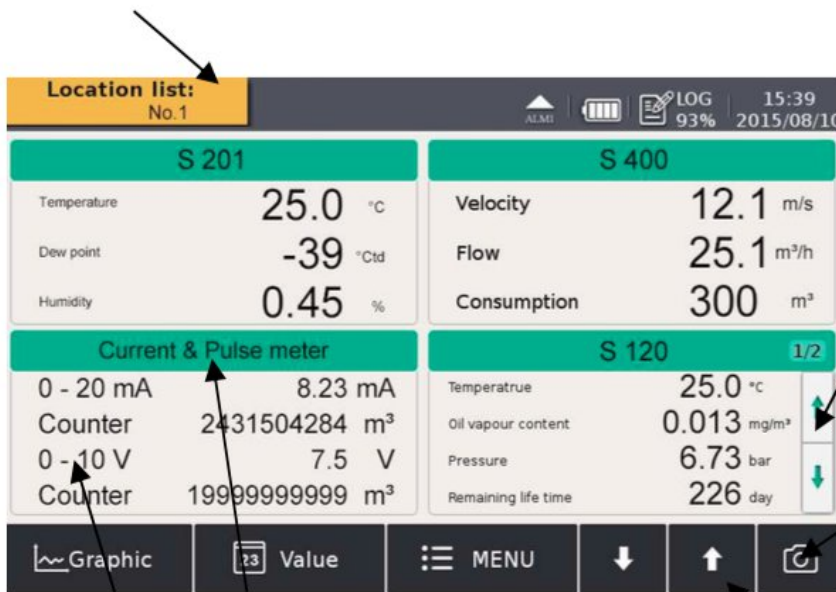 Location list:
No.1
ALM1
LOG
93%
15:39
2015/08/10
S 201
Temperature 25.0 °C
Dew point -39 °Ctd
Humidity 0.45 %
S 400
Velocity 12.1 m/s
Flow 25.1 m³/h
Consumption 300 m³
Current & Pulse meter
0 - 20 mA 8.23 mA
Counter 2431504284 m³
0 - 10 V 7.5 V
Counter 19999999999 m³
S 120 1/2
Temperatrue 25.0 °C
Oil vapour content 0.013 mg/m³
Pressure 6.73 bar
Remaining life time 226 day
Graphic 23 Value MENU